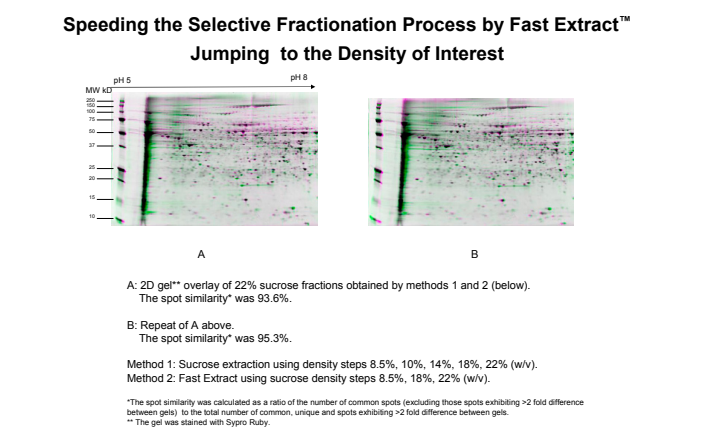 Speeding the Selective Fractionation Process by Fast Extract™
Jumping to the Density of Interest
pH 5
pH 8
MW kD
250
150
100
75
50
37
25
20
15
10
A
B
A: 2D gel** overlay of 22% sucrose fractions obtained by methods 1 and 2 (below).
The spot similarity* was 93.6%.
B: Repeat of A above.
The spot similarity* was 95.3%.
Method 1: Sucrose extraction using density steps 8.5%, 10%, 14%, 18%, 22% (w/v).
Method 2: Fast Extract using sucrose density steps 8.5%, 18%, 22% (w/v).
*The spot similarity was calculated as a ratio of the number of common spots (excluding those spots exhibiting >2 fold difference
between gels) to the total number of common, unique and spots exhibiting >2 fold difference between gels.
** The gel was stained with Sypro Ruby.